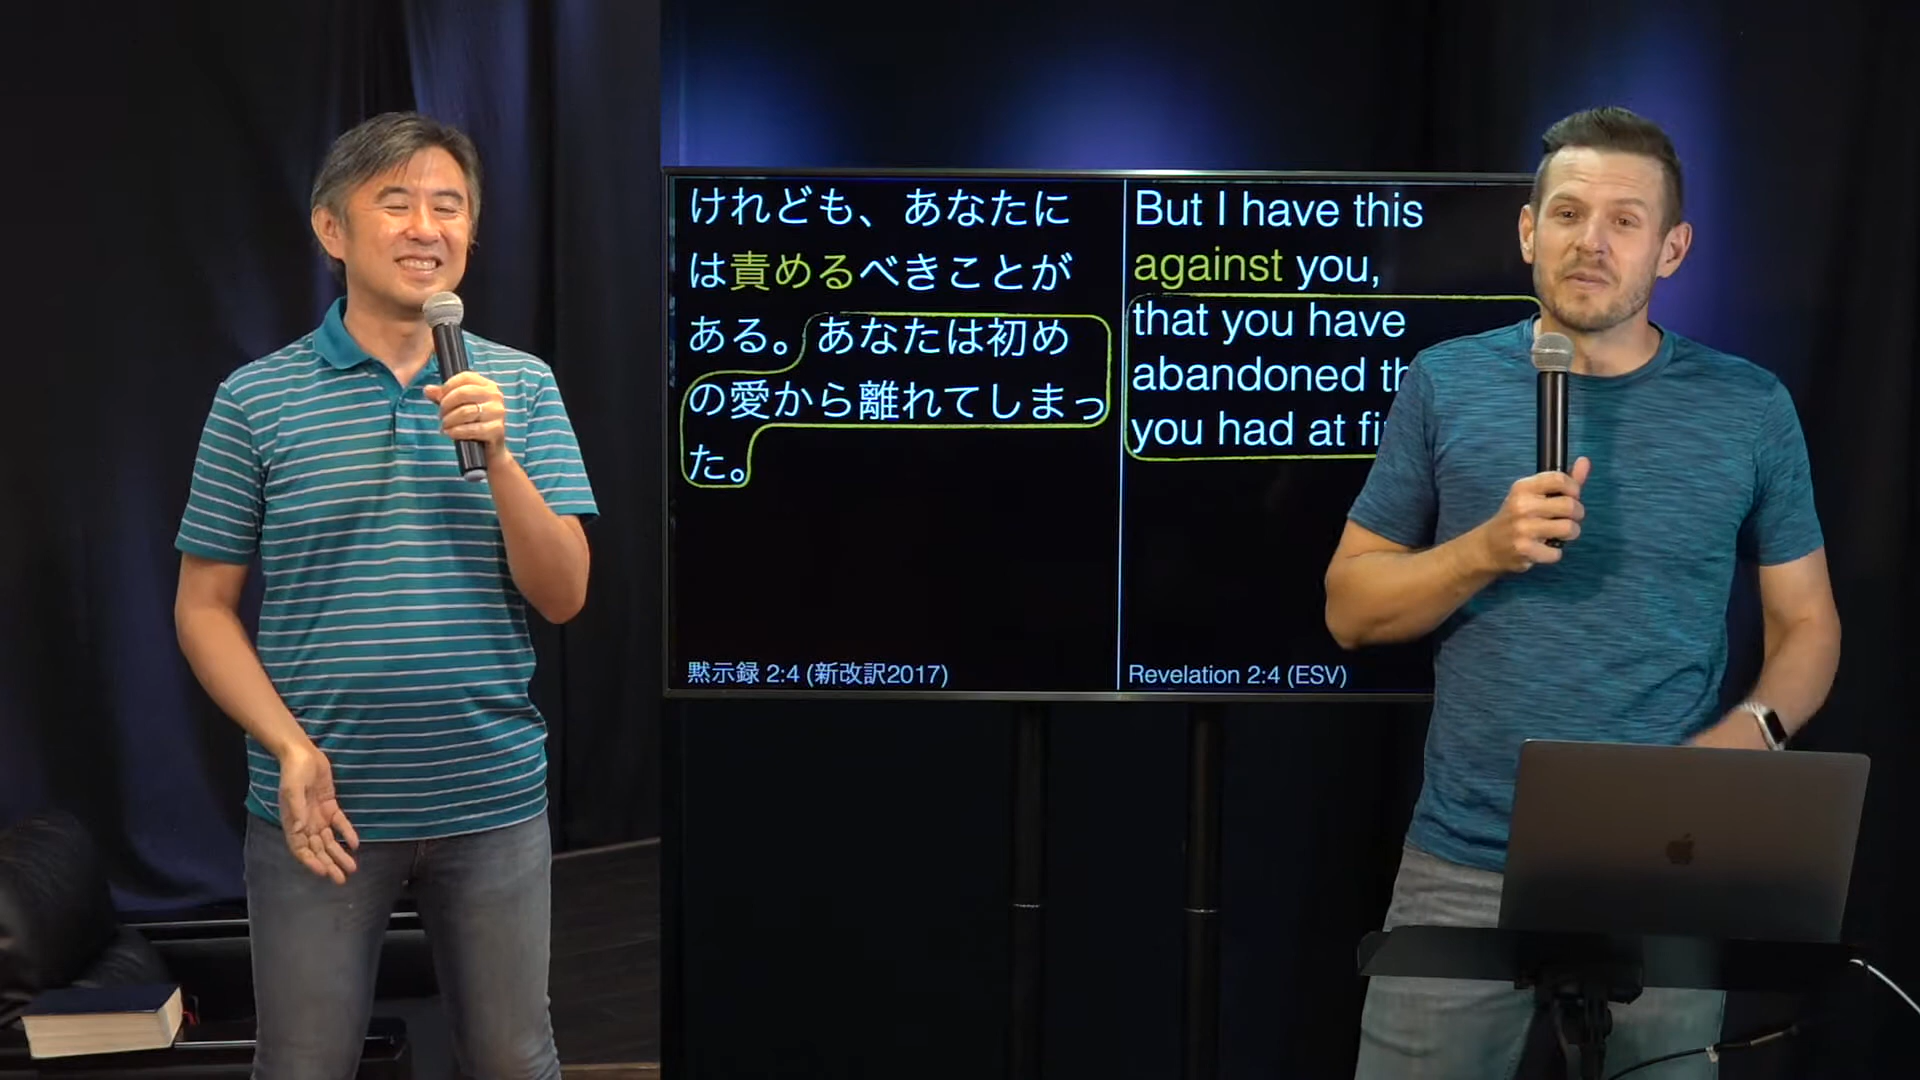 けれども、あなたに
は責めるべきことが
ある。あなたは初め
の愛から離れてしまっ
た。
黙示録 2:4 (新改訳2017)
But I have this
against you,
that you have
abandoned
you had at
Revelation 2:4 (ESV)